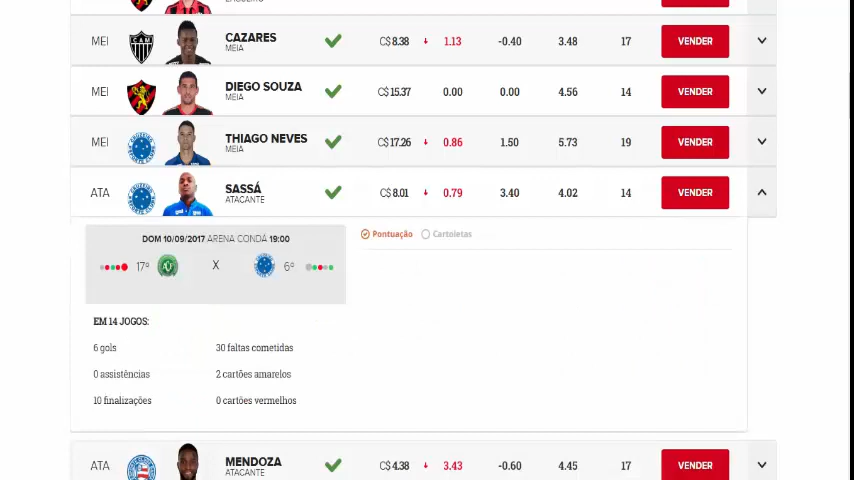 MEI CAM CAZARES MEIA C$ 8.38 1.13 -0.40 3.48 17 VENDER
MEI DIEGO SOUZA MEIA C$ 15.37 0.00 0.00 4.56 14 VENDER
MEI THIAGO NEVES MEIA C$ 17.26 0.86 1.50 5.73 19 VENDER
ATA SASSÁ ATACANTE C$ 8.01 0.79 3.40 4.02 14 VENDER
DOM 10/09/2017 ARENA CONDÁ 19:00
17º X 6º
Pontuação Cartoletas
EM 14 JOGOS:
6 gols 30 faltas cometidas
0 assistências 2 cartões amarelos
10 finalizações 0 cartões vermelhos
ATA MENDOZA ATACANTE C$ 4.38 3.43 -0.60 4.45 17 VENDER